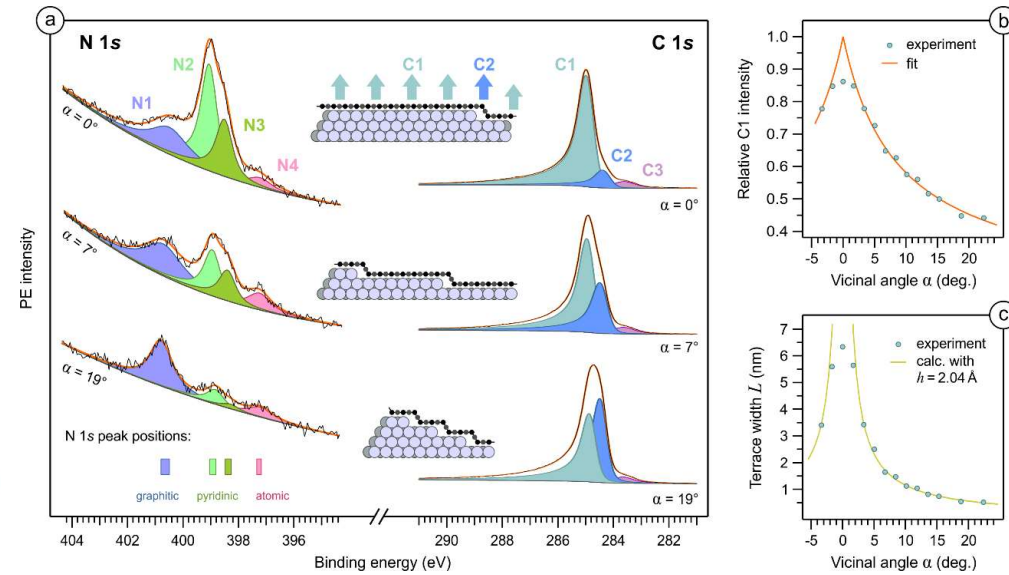 a
N 1s
C 1s
N1
N2
N3
N4
α = 0°
C1
C2
C1
C2
C3
α = 0°
α = 7°
α = 7°
α = 19°
α = 19°
N 1s peak positions:
graphitic
pyridinic
atomic
PE intensity
404
402
400
398
396
290
288
286
284
282
Binding energy (eV)
b
1.0
0.9
0.8
0.7
0.6
0.5
0.4
Relative C1 intensity
experiment
fit
-5
0
5
10
15
20
25
Vicinal angle α (deg.)
c
7
6
5
4
3
2
1
Terrace width L (nm)
experiment
calc. with
h = 2.04 Å
-5
0
5
10
15
20
25
Vicinal angle α (deg.)